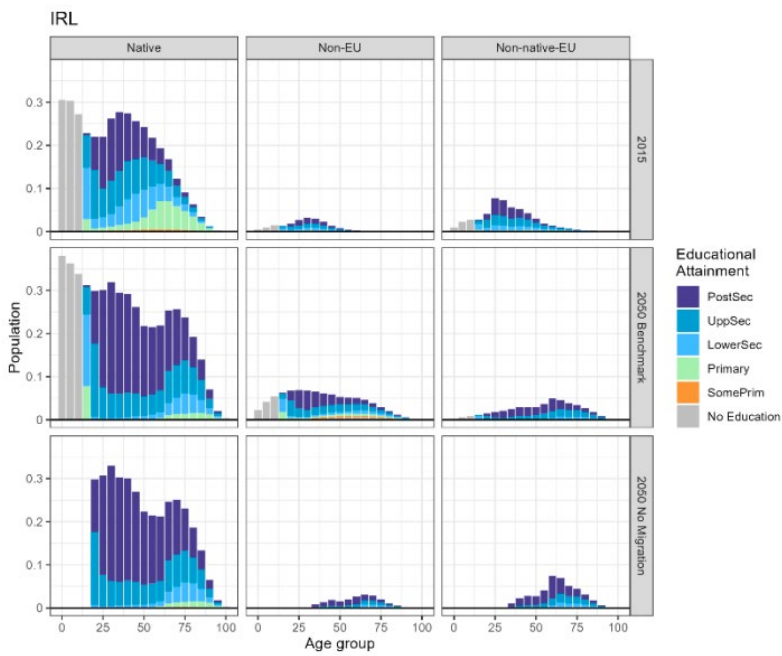 IRL
Native
Non-EU
Non-native-EU
0.3
0.2
0.1
0
2015
0.3
0.2
0.1
0
2050 Benchmark
0.3
0.2
0.1
0
2050 No Migration
0 25 50 75 100
0 25 50 75 100
0 25 50 75 100
Population
Age group
Educational
Attainment
PostSec
UppSec
LowerSec
Primary
SomePrim
No Education